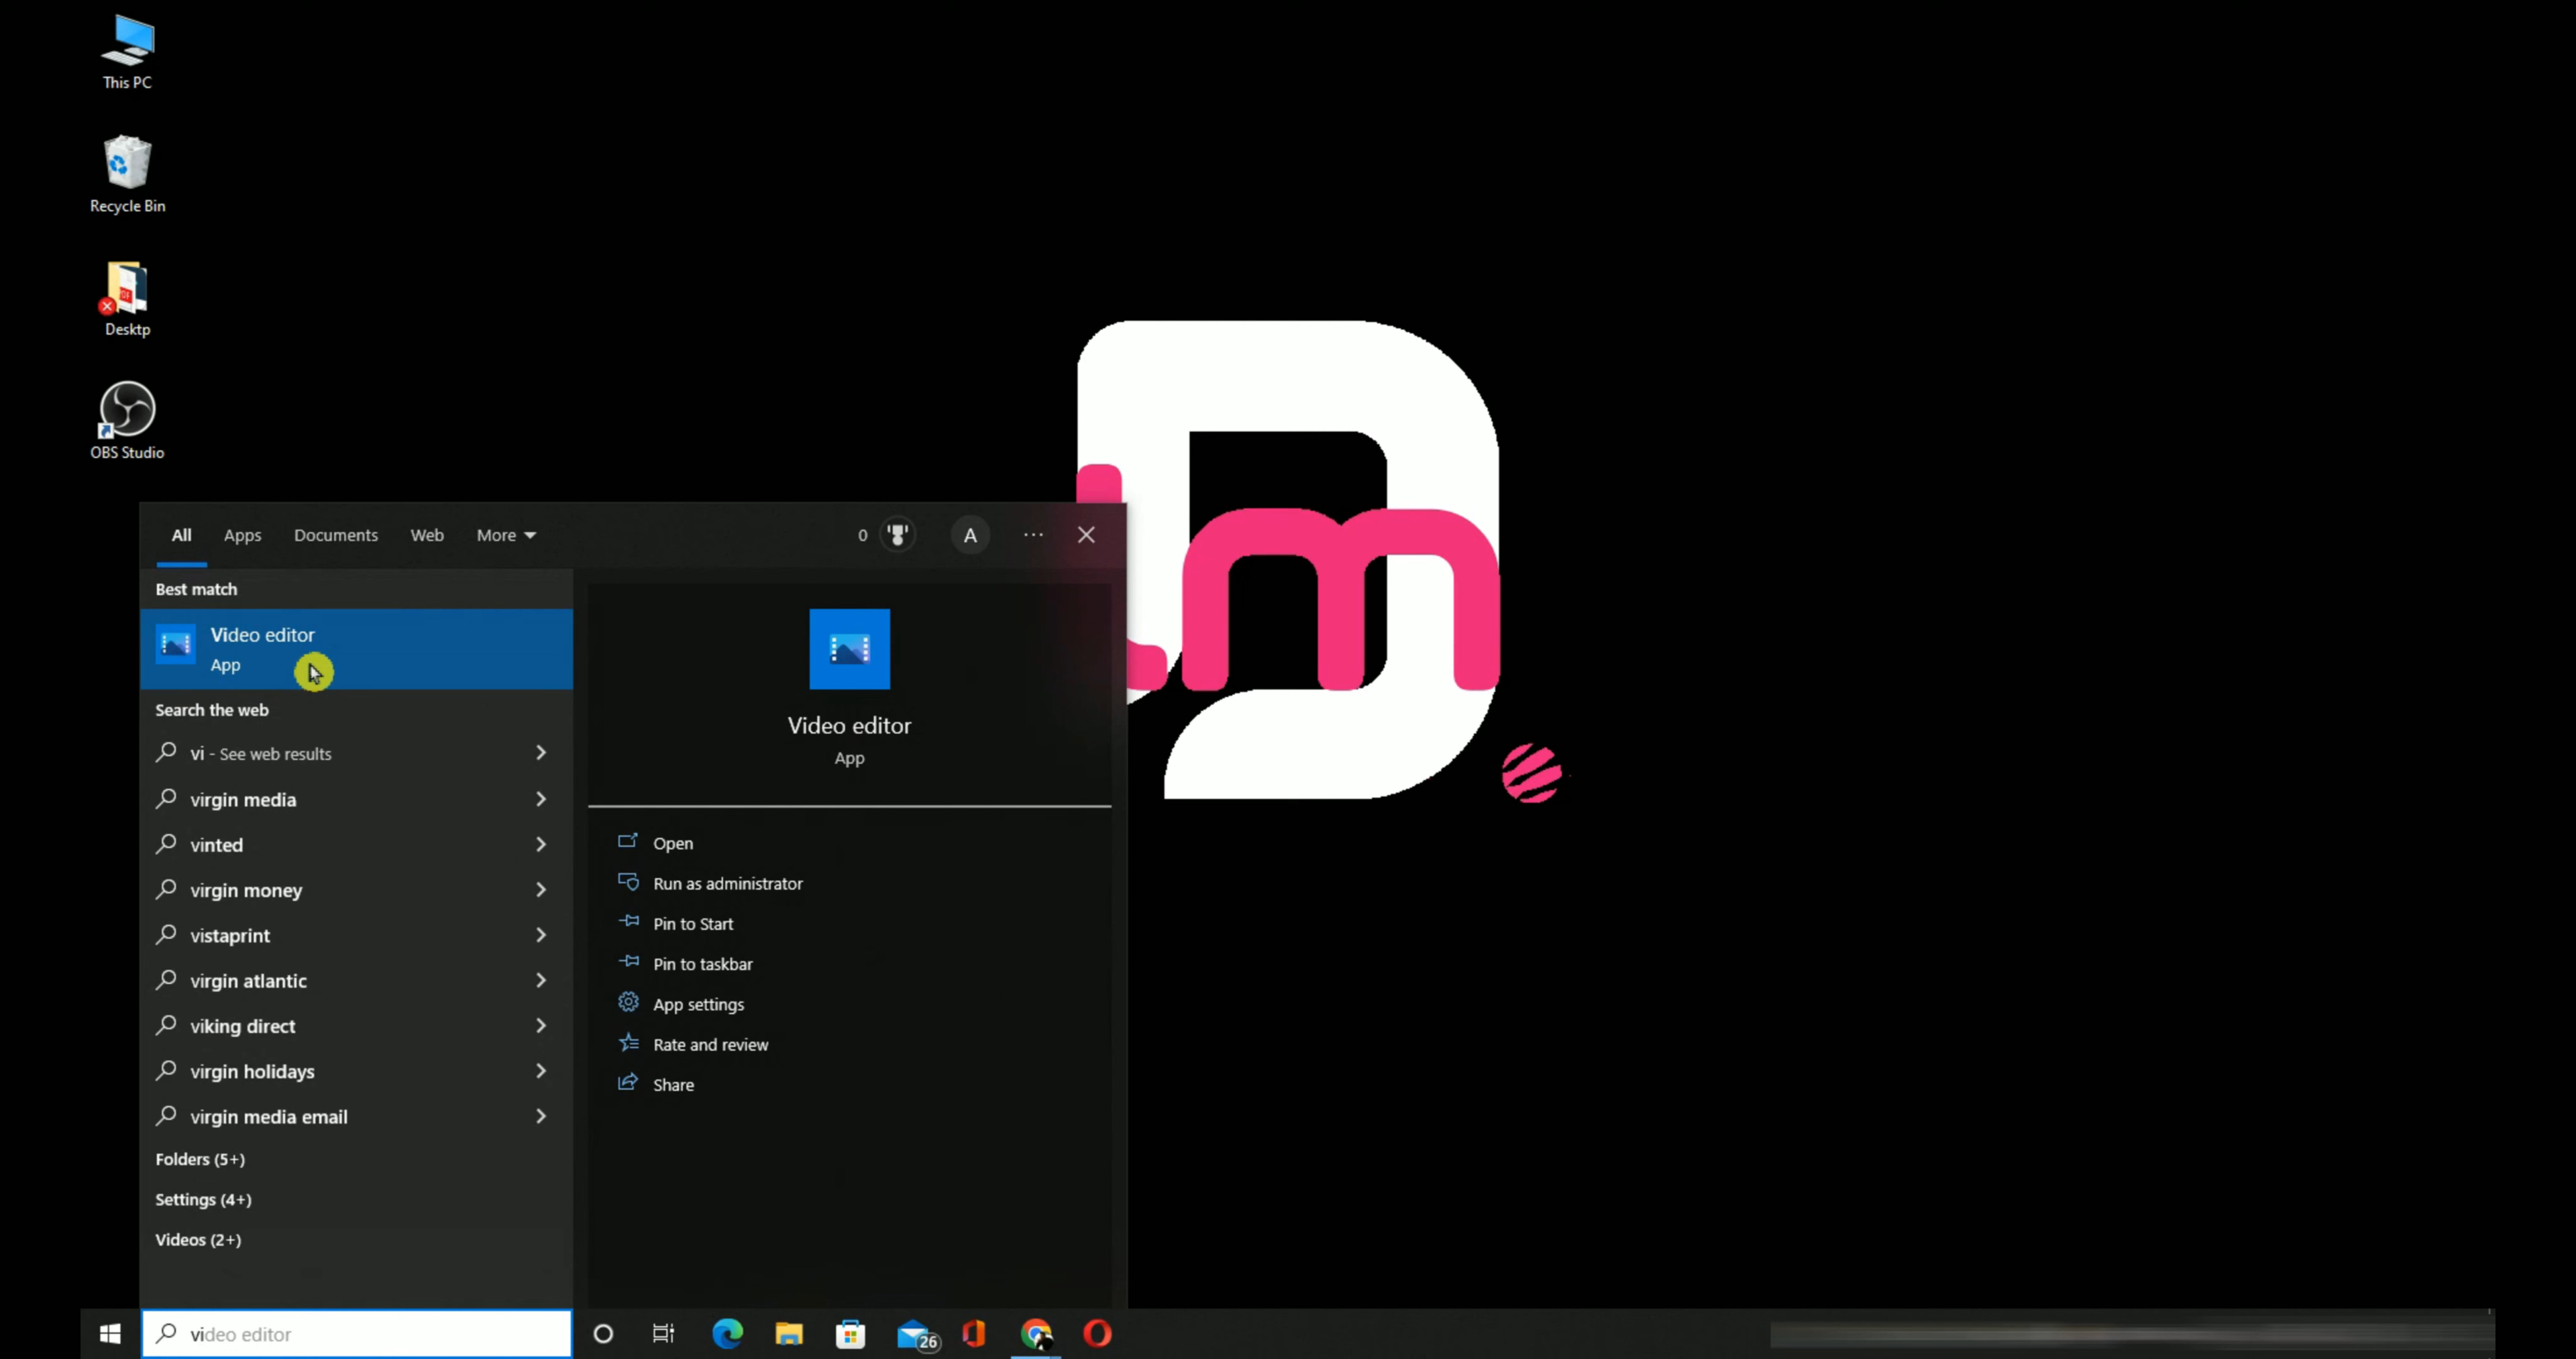 This PC
Recycle Bin
Desktp
OBS Studio
All Apps Documents Web More 0 A ...
Best match
Video editor
App
Search the web
vi - See web results
virgin media
vinted
virgin money
vistaprint
virgin atlantic
viking direct
virgin holidays
virgin media email
Folders (5+)
Settings (4+)
Videos (2+)
Video editor
App
Open
Run as administrator
Pin to Start
Pin to taskbar
App settings
Rate and review
Share
video editor
26